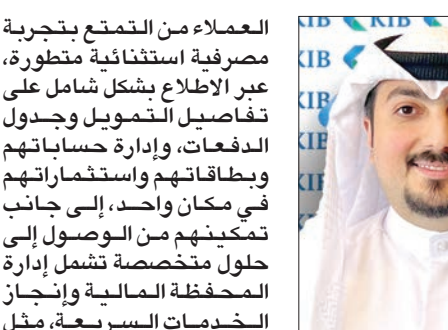 العملاء من التمتع بتجربة
مصرفية استثنائية متطورة،
عبر الاطلاع بشكل شامل على
تفاصيل التمويل وجدول
الدفعات، وإدارة حساباتهم
وبطاقاتهم واستثماراتهم
في مكان واحد، إلى جانب
تمكينهم من الوصول إلى
حلول متخصصة تشمل إدارة
المحفظة المالية وإنجاز
الخدمات السريعة، مثل
KIB KIB